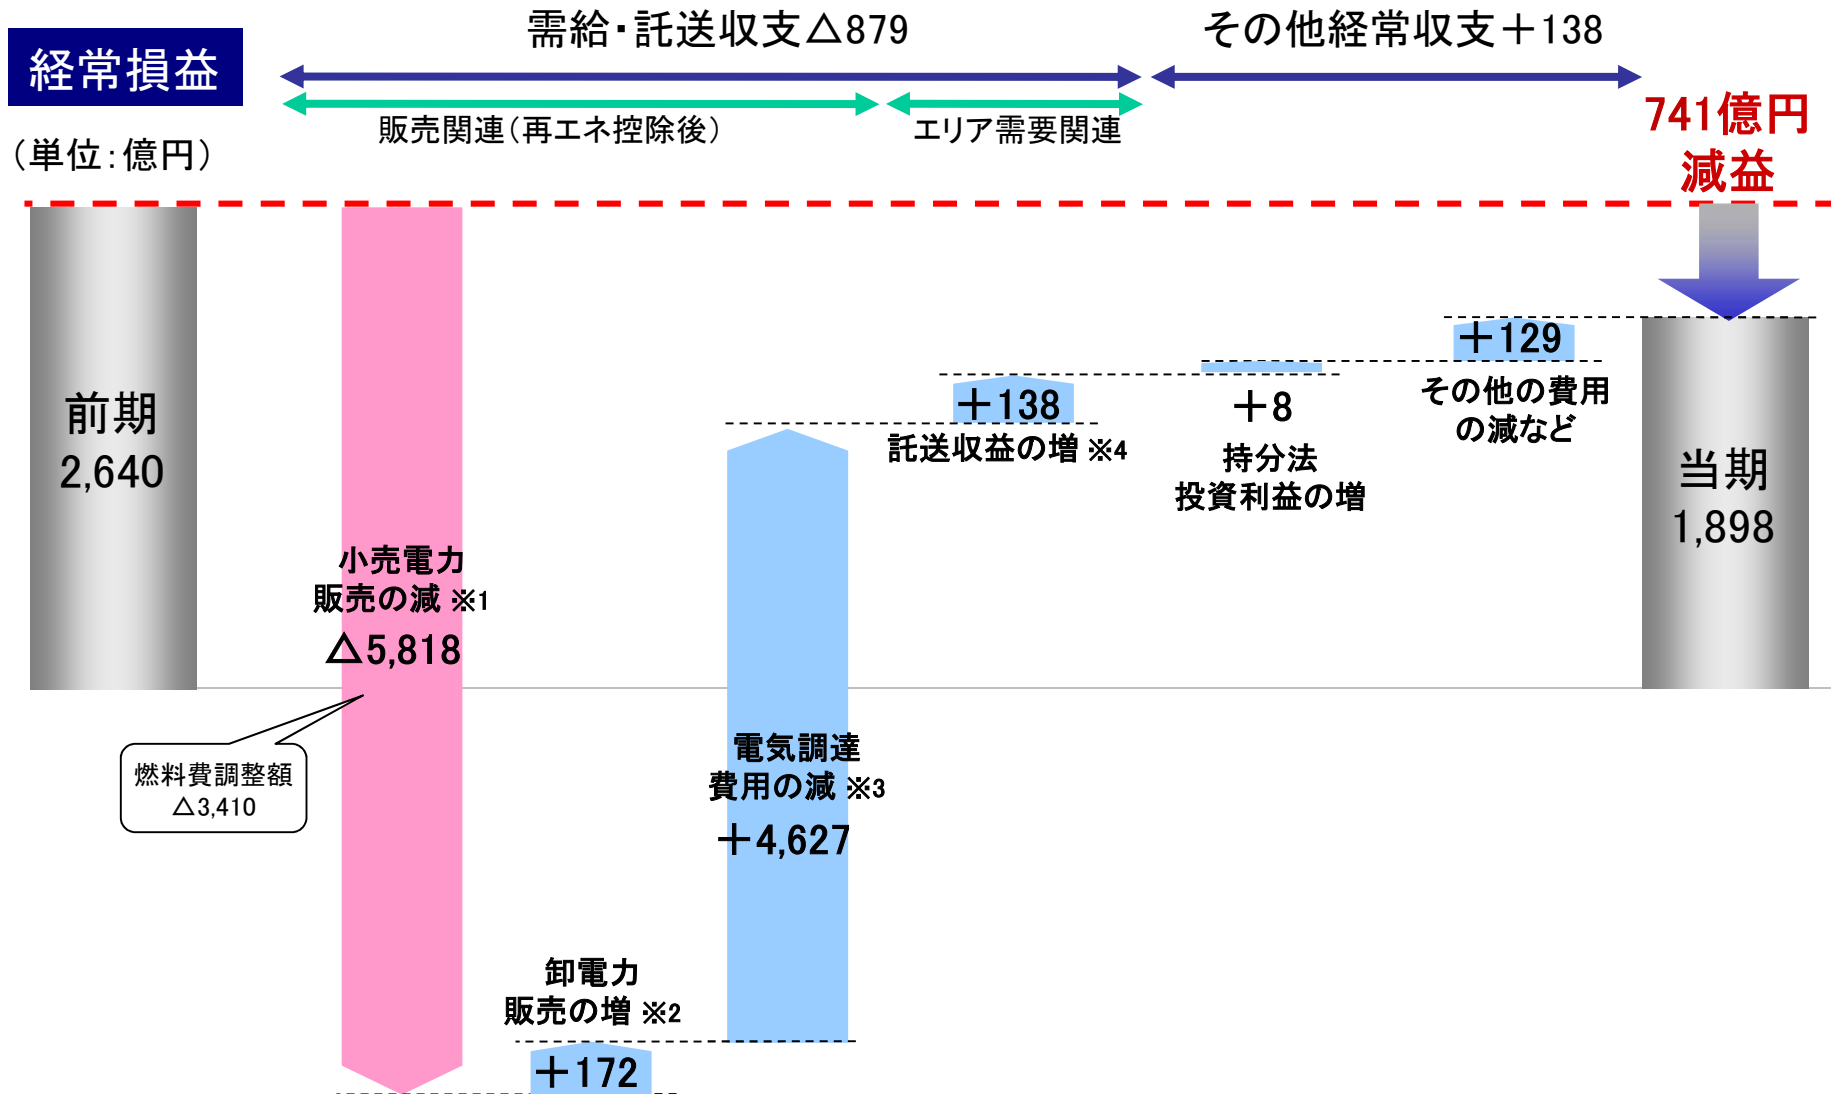 経常損益
(単位:億円)
需給・託送収支△879
その他経常収支＋138
販売関連(再エネ控除後)
エリア需要関連
741億円
減益
前期
2,640
小売電力
販売の減 ※1
△5,818
燃料費調整額
△3,410
卸電力
販売の増 ※2
＋172
電気調達
費用の減 ※3
＋4,627
＋138
託送収益の増 ※4
＋8
持分法
投資利益の増
＋129
その他の費用
の減など
当期
1,898